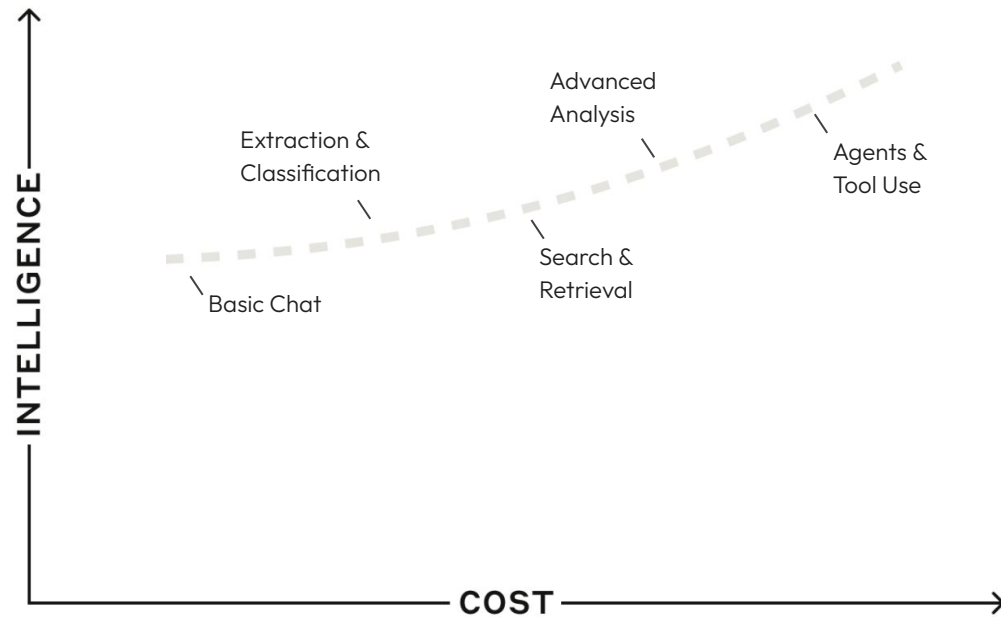 Advanced
Analysis
Extraction &
Classification
Agents &
Tool Use
Search &
Retrieval
Basic Chat
INTELLIGENCE
COST